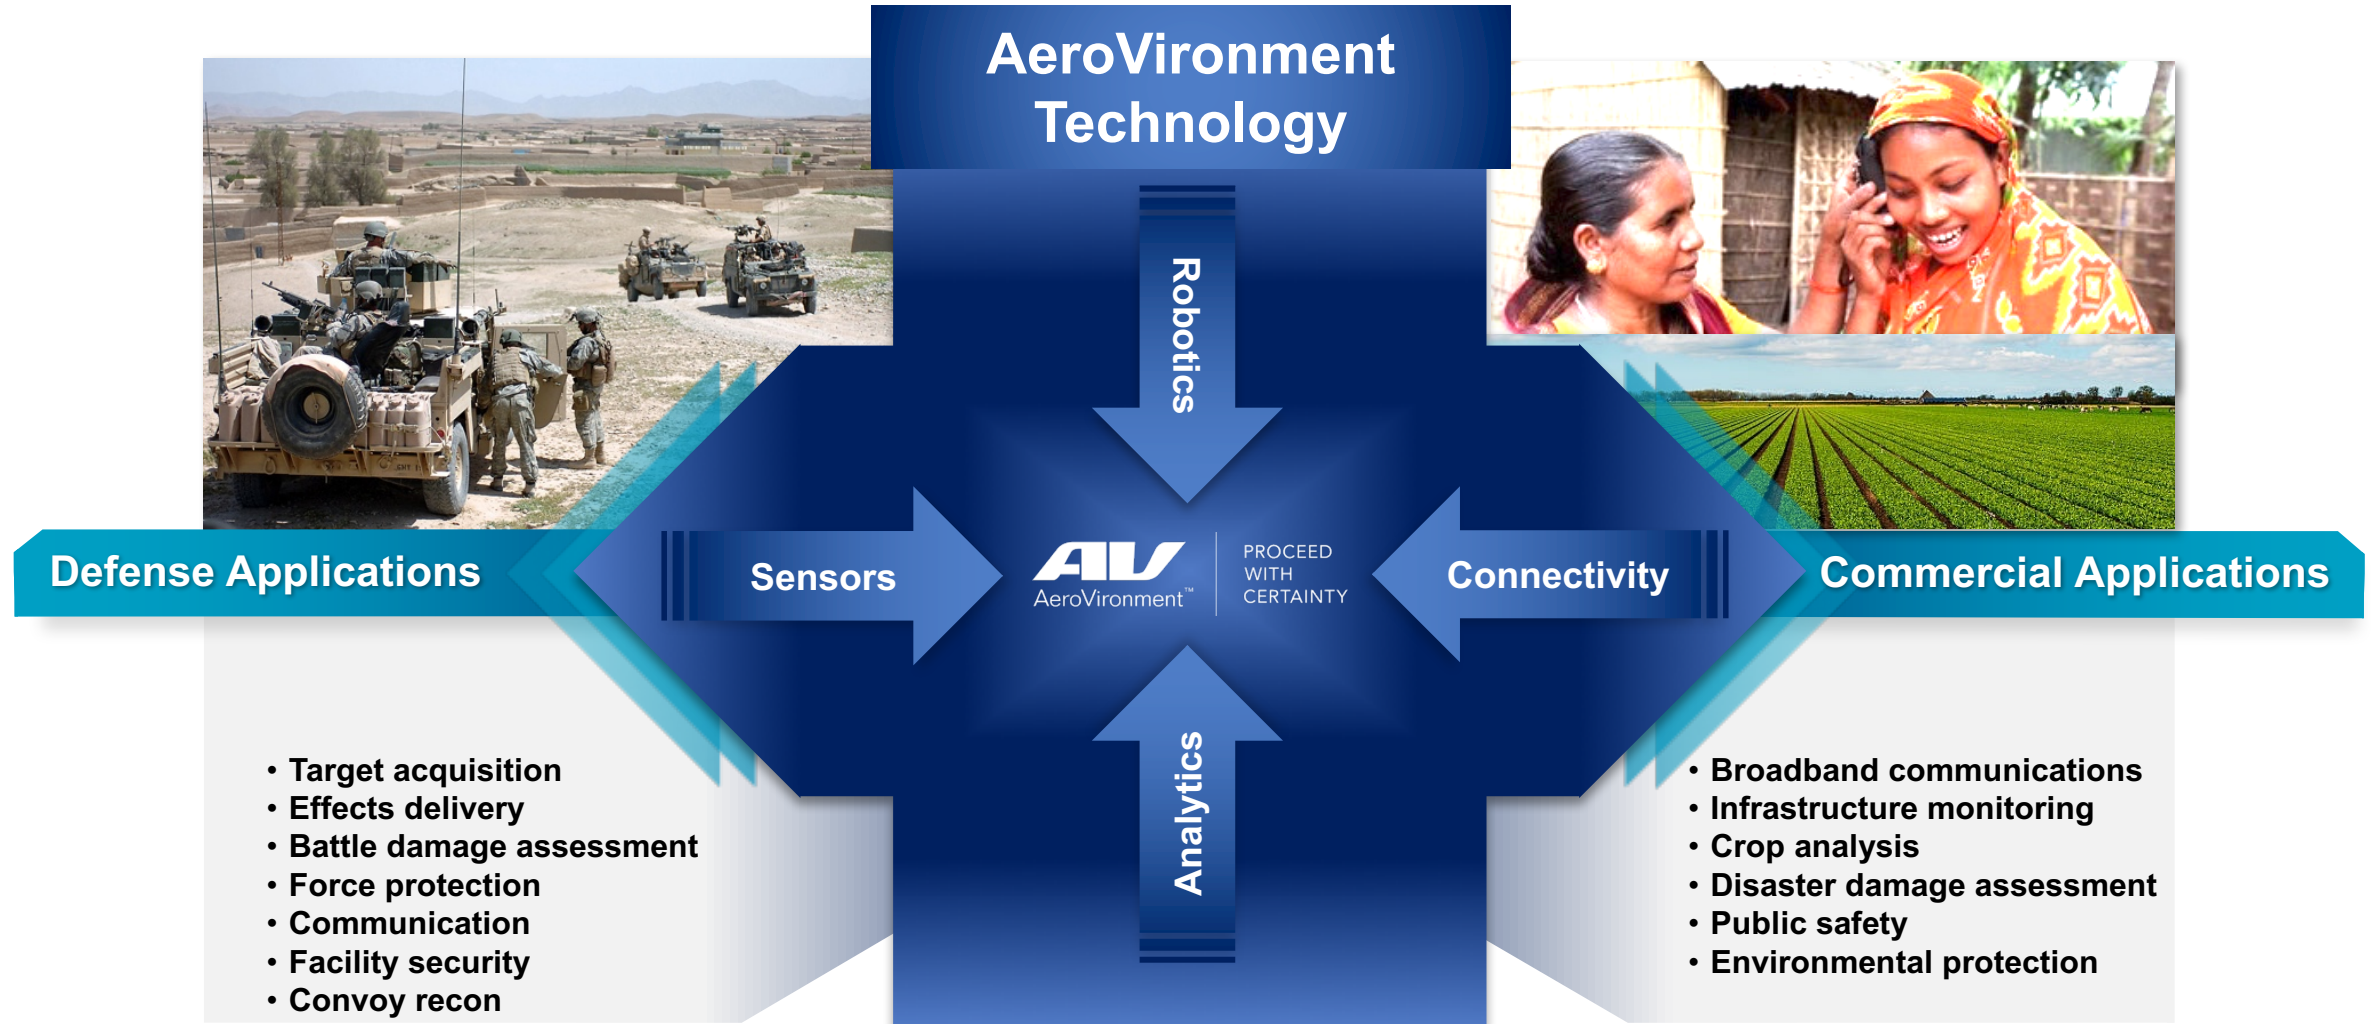 AeroVironment
Technology
Robotics
Defense Applications
Sensors
AV
AeroVironment™
PROCEED
WITH
CERTAINTY
Connectivity
Commercial Applications
Analytics
• Target acquisition
• Effects delivery
• Battle damage assessment
• Force protection
• Communication
• Facility security
• Convoy recon
• Broadband communications
• Infrastructure monitoring
• Crop analysis
• Disaster damage assessment
• Public safety
• Environmental protection